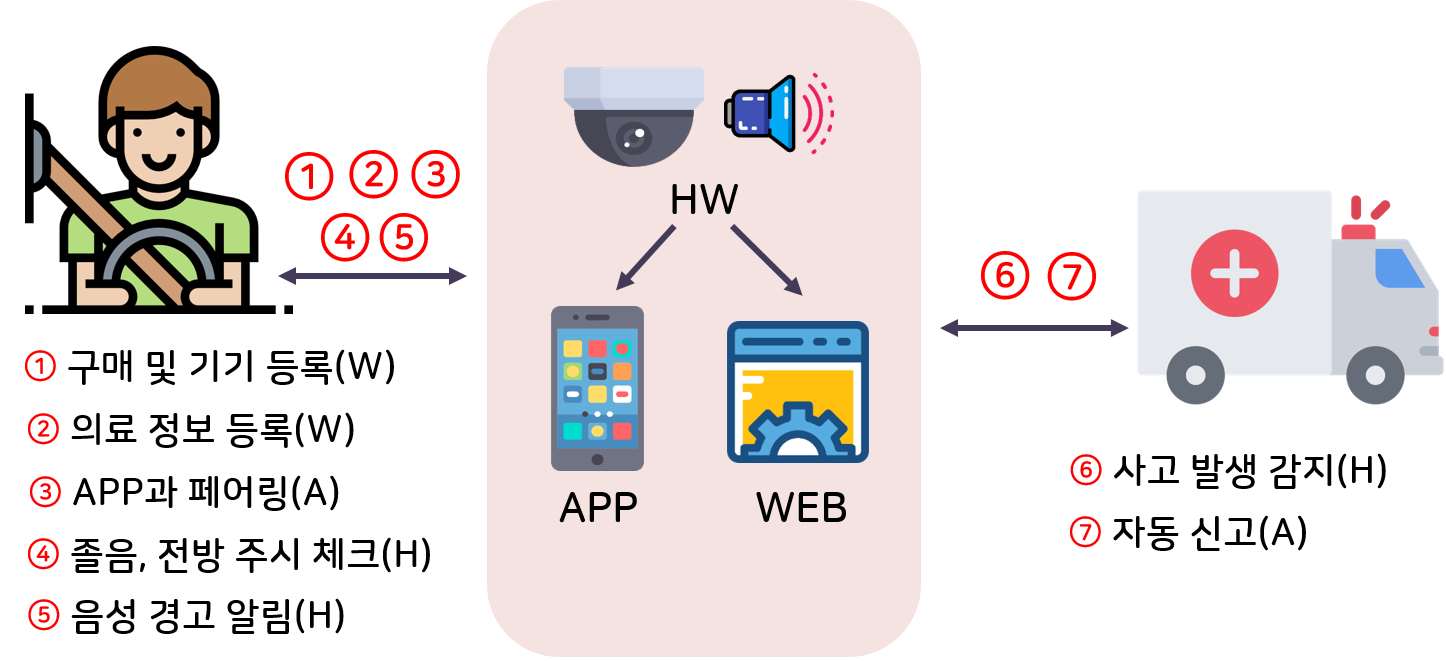 ① ② ③
④ ⑤
① 구매 및 기기 등록(W)
② 의료 정보 등록(W)
③ APP과 페어링(A)
④ 졸음, 전방 주시 체크(H)
⑤ 음성 경고 알림(H)
HW
APP
WEB
⑥ ⑦
⑥ 사고 발생 감지(H)
⑦ 자동 신고(A)